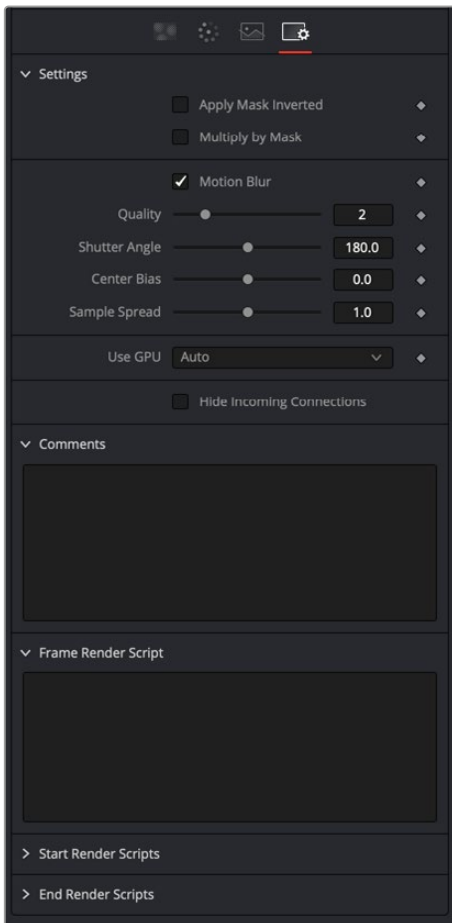 Settings
Apply Mask Inverted
Multiply by Mask
Motion Blur
Quality 2
Shutter Angle 180.0
Center Bias 0.0
Sample Spread 1.0
Use GPU Auto
Hide Incoming Connections
Comments
Frame Render Script
Start Render Scripts
End Render Scripts